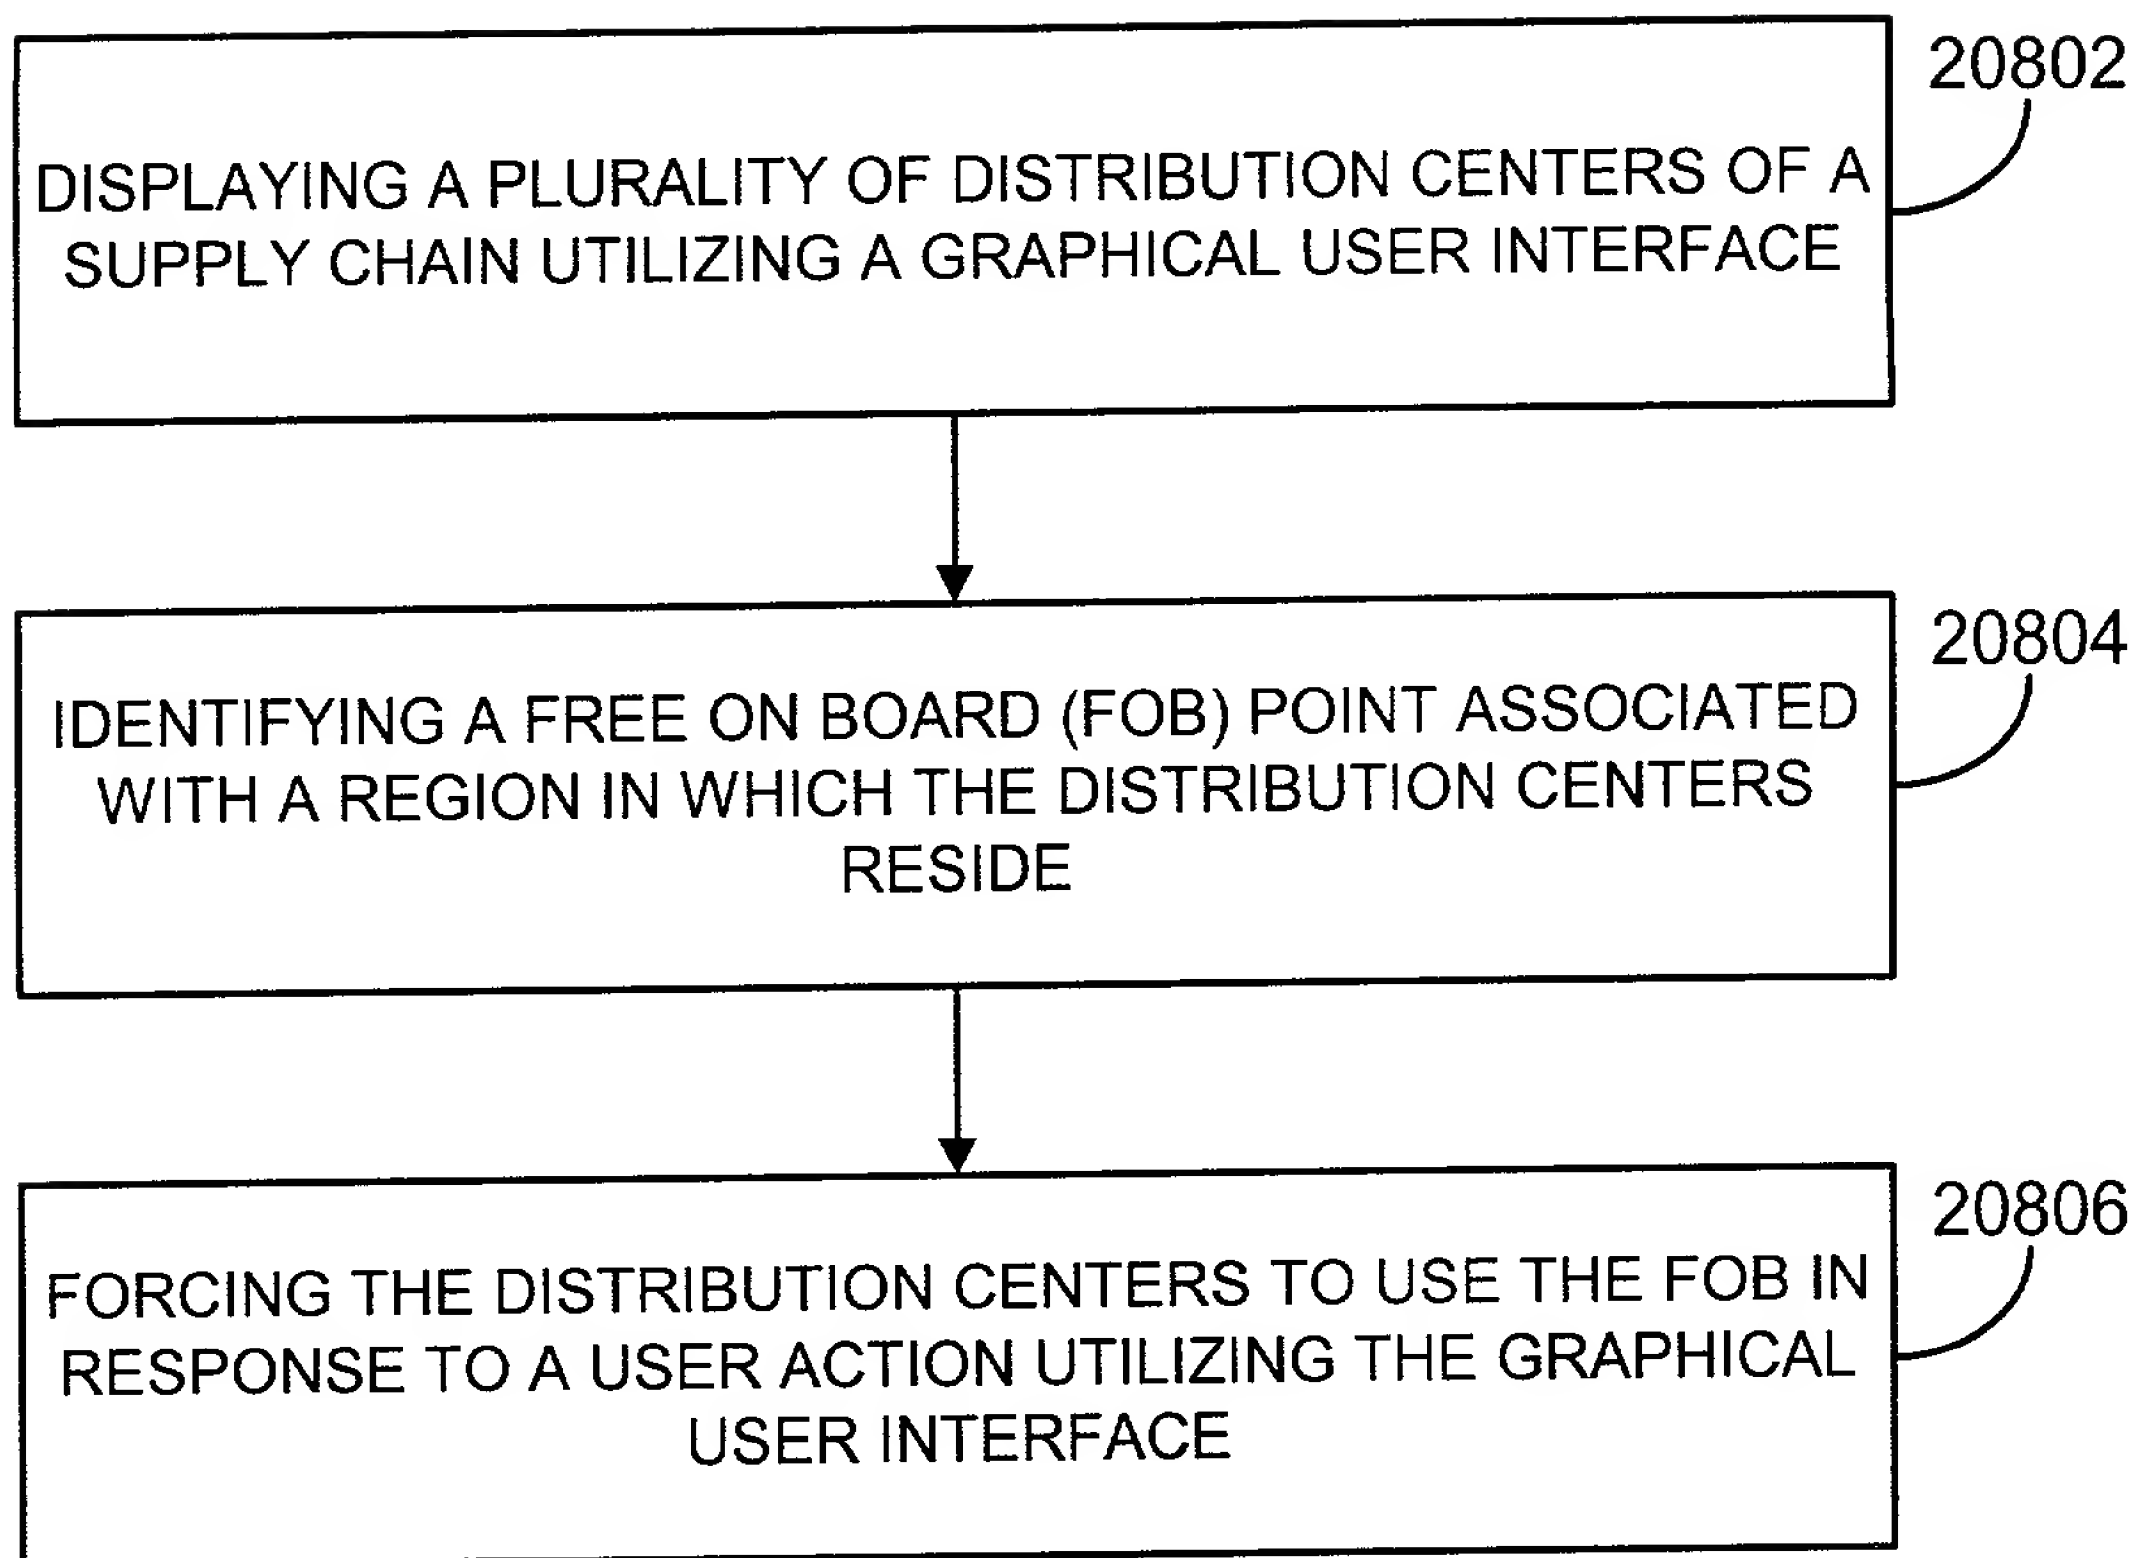 20802
DISPLAYING A PLURALITY OF DISTRIBUTION CENTERS OF A
SUPPLY CHAIN UTILIZING A GRAPHICAL USER INTERFACE
20804
IDENTIFYING A FREE ON BOARD (FOB) POINT ASSOCIATED
WITH A REGION IN WHICH THE DISTRIBUTION CENTERS
RESIDE
20806
FORCING THE DISTRIBUTION CENTERS TO USE THE FOB IN
RESPONSE TO A USER ACTION UTILIZING THE GRAPHICAL
USER INTERFACE